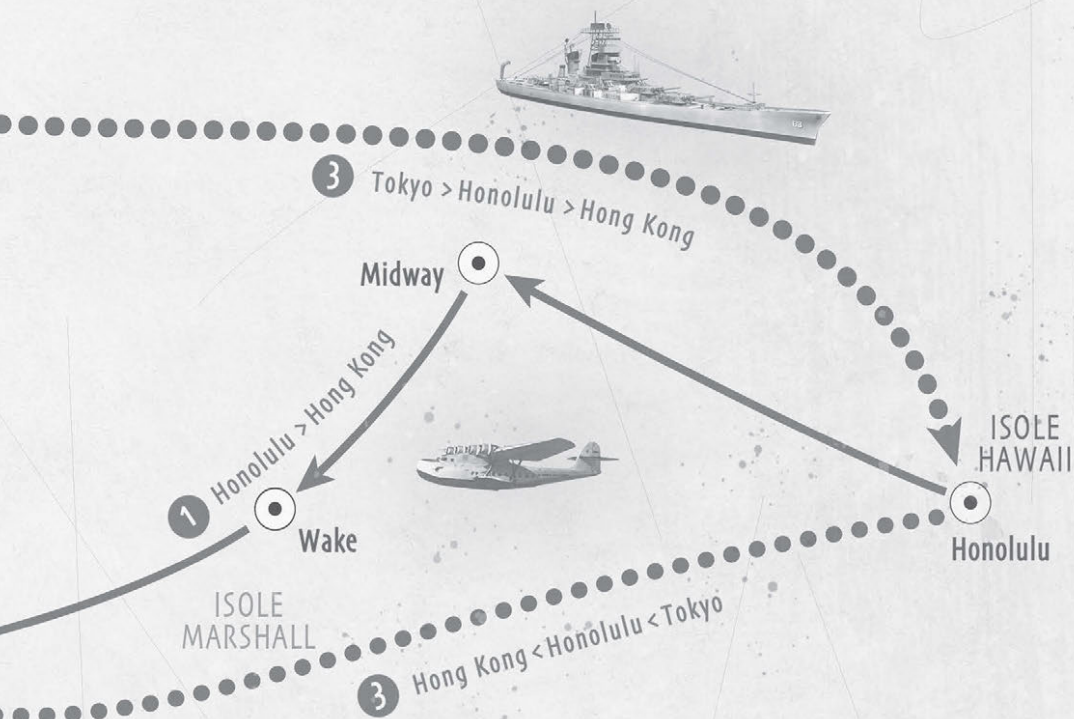 3 Tokyo > Honolulu > Hong Kong
Midway
1 Honolulu > Hong Kong
ISOLE
HAWAII
Wake
Honolulu
ISOLE
MARSHALL
3 Hong Kong < Honolulu < Tokyo